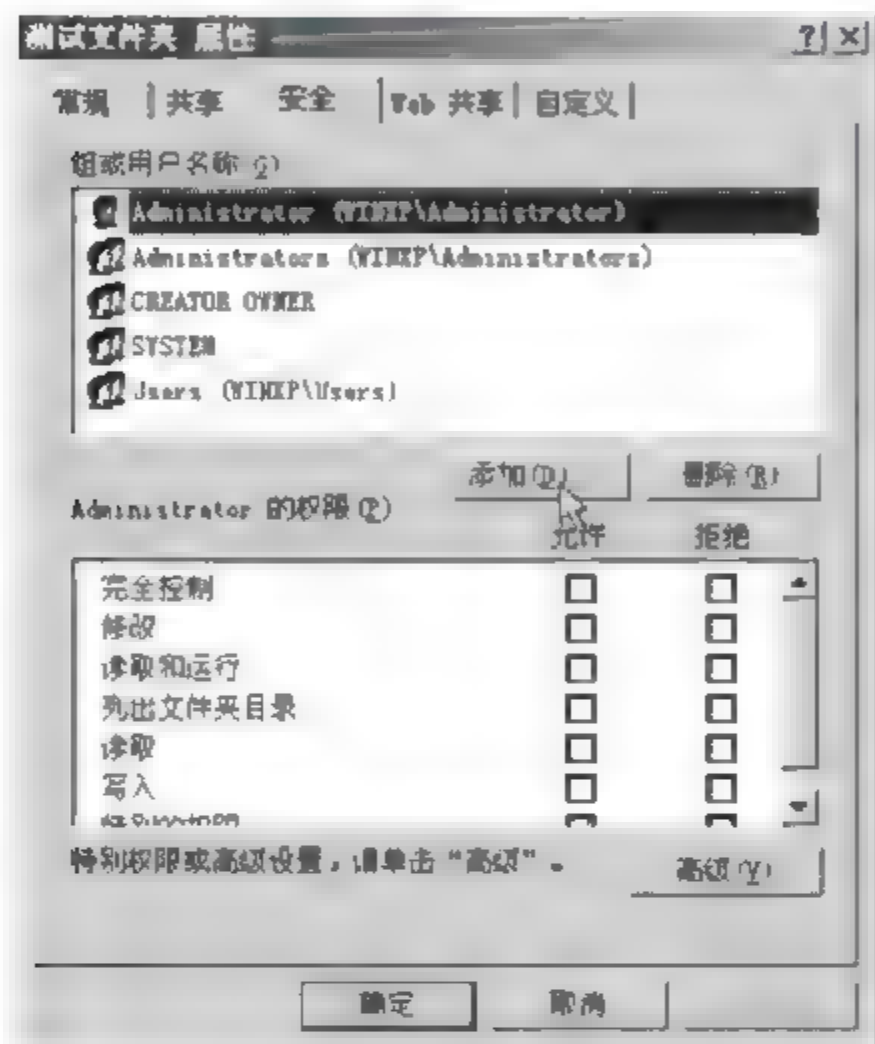 测试文件夹 属性
常规 共享 安全 Web 共享 自定义
组或用户名称(G)
Administrator (WINXP\Administrator)
Administrators (WINXP\Administrators)
CREATOR OWNER
SYSTEM
Users (WINXP\Users)
添加(D)... 删除(R)
Administrator 的权限(P)
允许 拒绝
完全控制
修改
读取和运行
列出文件夹目录
读取
写入
特别权限或高级设置，请单击“高级”。
高级(V)
确定 取消